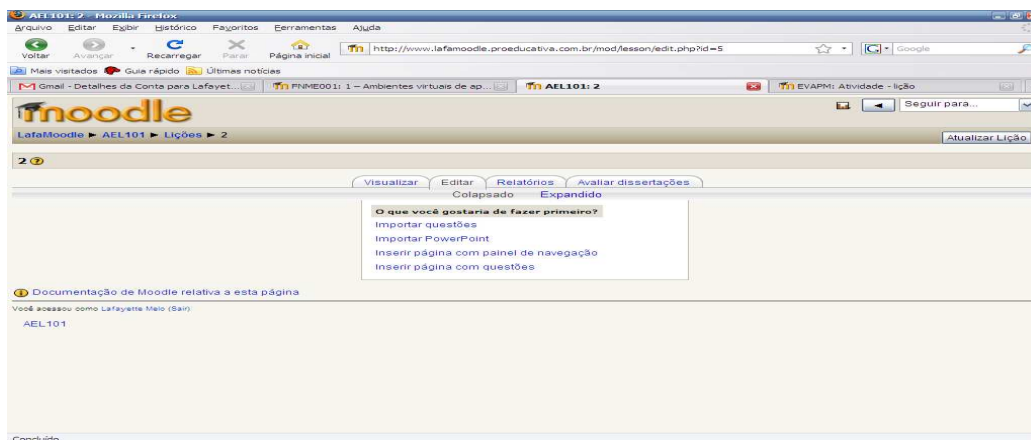 AEL101: 2 - Mozilla Firefox
Arquivo Editar Exibir Histórico Favoritos Ferramentas Ajuda
Voltar Avançar Recarregar Parar Página inicial http://www.lafamoodle.proeducativa.com.br/mod/lesson/edit.php?id=5 Google
Mais visitados Guia rápido Últimas notícias
Gmail - Detalhes da Conta para Lafayet... PNME001: 1 – Ambientes virtuais de ap... AEL101: 2 EVAPM: Atividade - lição
moodle Seguir para...
LafaMoodle ► AEL101 ► Lições ► 2 Atualizar Lição
2
Visualizar Editar Relatórios Avaliar dissertações
Colapsado Expandido
O que você gostaria de fazer primeiro?
Importar questões
Importar PowerPoint
Inserir página com painel de navegação
Inserir página com questões
Documentação de Moodle relativa a esta página
Você acessou como Lafayette Melo (Sair)
AEL101
Concluído